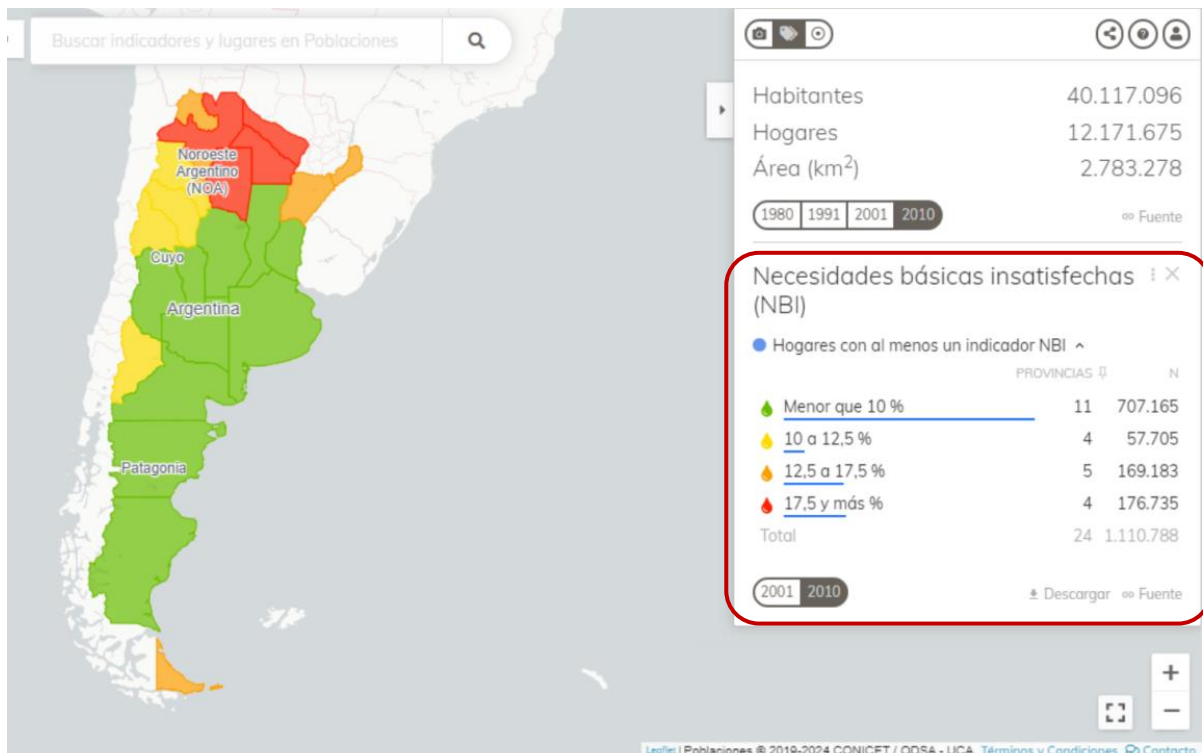 Buscar indicadores y lugares en Poblaciones
Noroeste
Argentino
(NOA)
Cuyo
Argentina
Patagonia
Habitantes 40.117.096
Hogares 12.171.675
Área (km²) 2.783.278
1980 1991 2001 2010 Fuente
Necesidades básicas insatisfechas
(NBI)
Hogares con al menos un indicador NBI
PROVINCIAS N
Menor que 10 % 11 707.165
10 a 12,5 % 4 57.705
12,5 a 17,5 % 5 169.183
17,5 y más % 4 176.735
Total 24 1.110.788
2001 2010 Descargar Fuente
+
−
Leaflet | Poblaciones © 2019-2024 CONICET / ODSA - UCA. Términos y Condiciones. Contacto